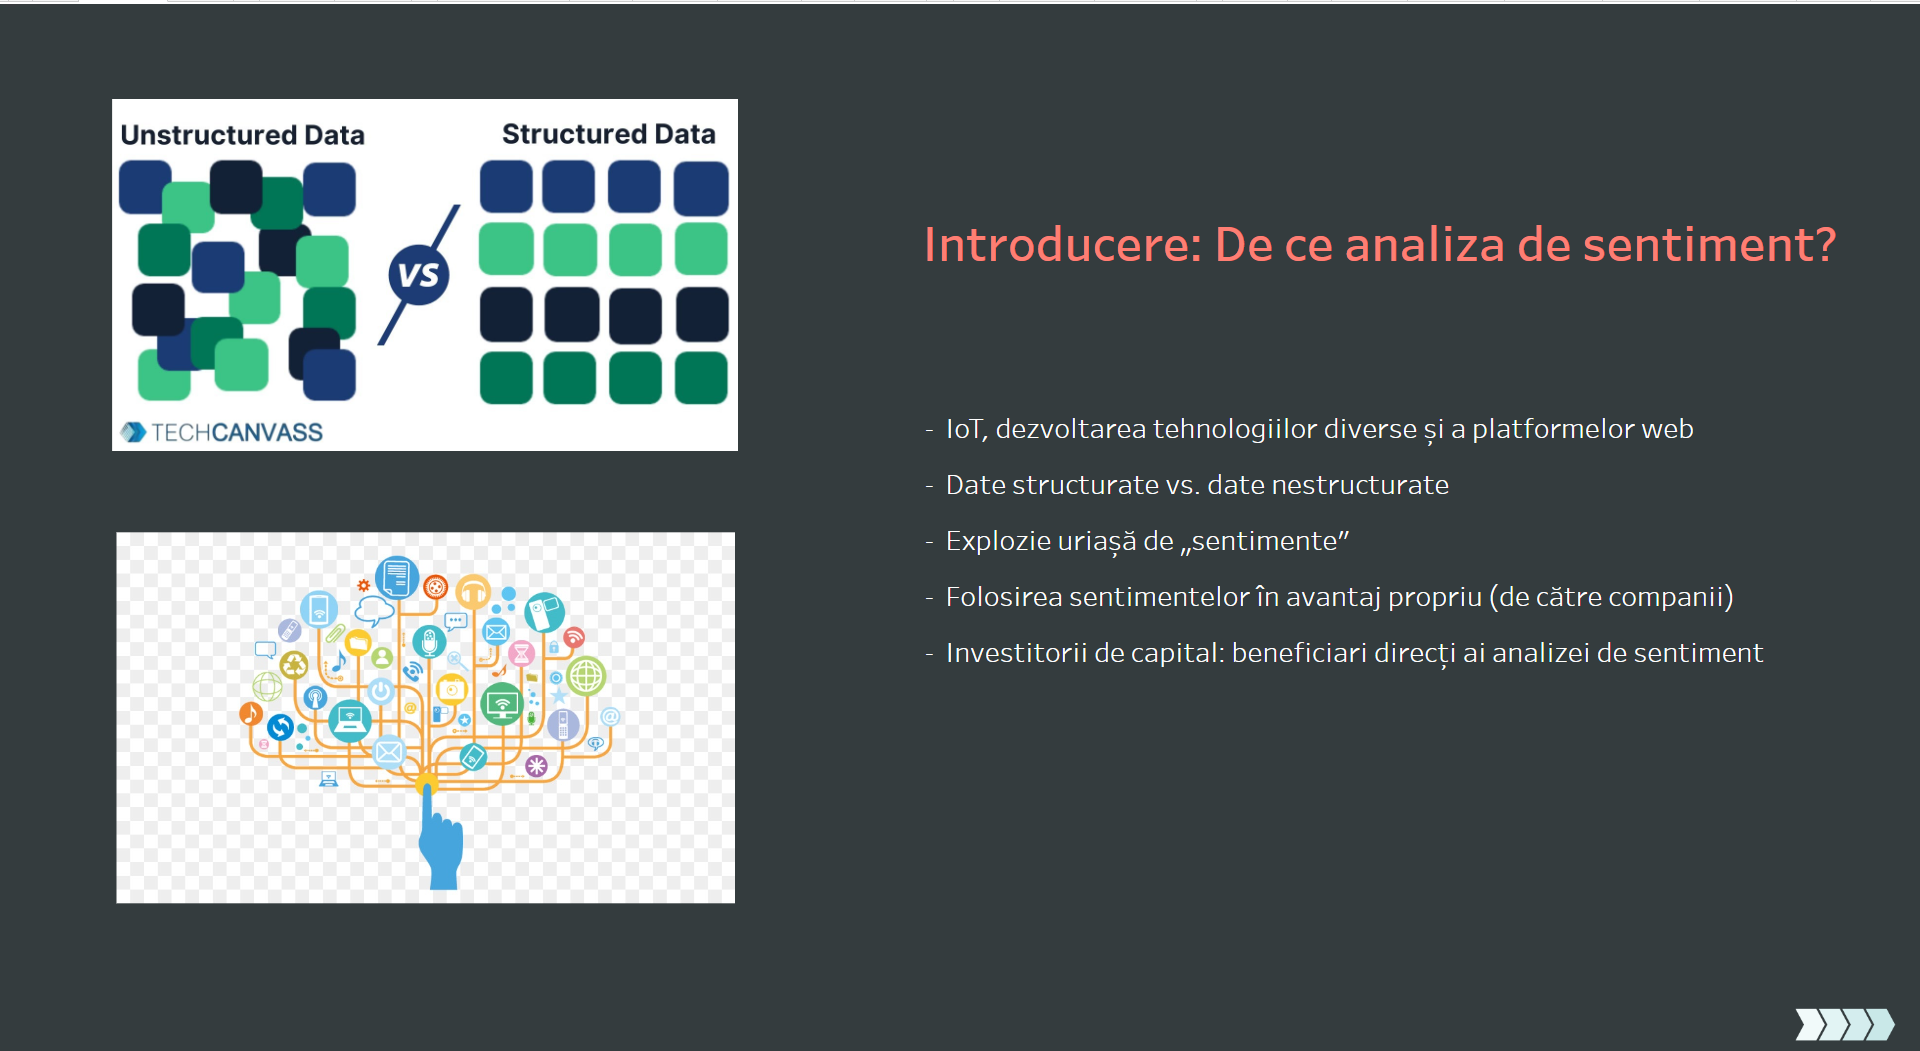 Unstructured Data
Structured Data
VS
TECHCANVASS
Introducere: De ce analiza de sentiment?
- IoT, dezvoltarea tehnologiilor diverse și a platformelor web
- Date structurate vs. date nestructurate
- Explozie uriașă de „sentimente”
- Folosirea sentimentelor în avantaj propriu (de către companii)
- Investitorii de capital: beneficiari direcți ai analizei de sentiment